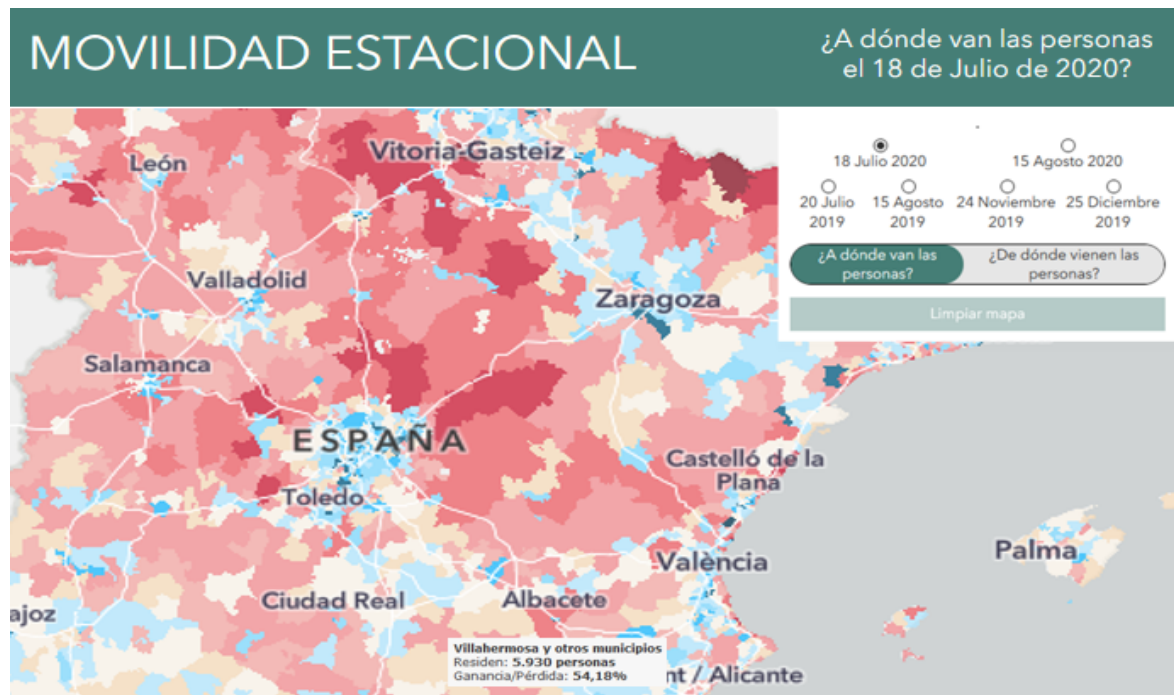 MOVILIDAD ESTACIONAL
¿A dónde van las personas
el 18 de Julio de 2020?
18 Julio 2020
15 Agosto 2020
20 Julio
2019
15 Agosto
2019
24 Noviembre
2019
25 Diciembre
2019
¿A dónde van las
personas?
¿De dónde vienen las
personas?
Limpiar mapa
León
Vitoria-Gasteiz
Valladolid
Zaragoza
Salamanca
ESPAÑA
Castelló de la
Plana
Toledo
València
Palma
Ciudad Real
Albacete
ajoz
Villahermosa y otros municipios
Residen: 5.930 personas
Ganancia/Pérdida: 54,18%
nt / Alicante